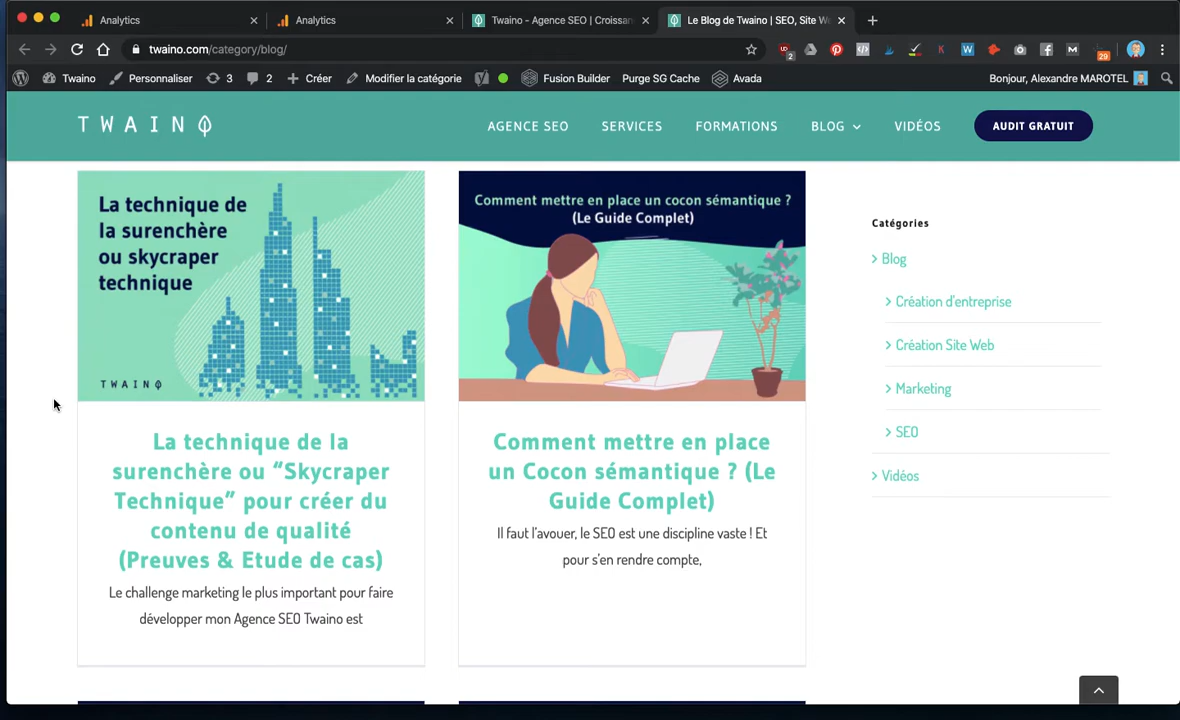 Analytics
Analytics
Twaino - Agence SEO | Croissan
Le Blog de Twaino | SEO, Site W
twaino.com/category/blog/
2
29
Twaino
Personnaliser
3
2
Créer
Modifier la catégorie
Fusion Builder
Purge SG Cache
Avada
Bonjour, Alexandre MAROTEL
TWAINO
AGENCE SEO
SERVICES
FORMATIONS
BLOG
VIDÉOS
AUDIT GRATUIT
La technique de
la surenchère
ou skycraper
technique
TWAINO
Comment mettre en place un cocon sémantique ?
(Le Guide Complet)
Catégories
Blog
Création d'entreprise
Création Site Web
Marketing
SEO
Vidéos
La technique de la
surenchère ou “Skycraper
Technique” pour créer du
contenu de qualité
(Preuves & Etude de cas)
Le challenge marketing le plus important pour faire
développer mon Agence SEO Twaino est
Comment mettre en place
un Cocon sémantique ? (Le
Guide Complet)
Il faut l’avouer, le SEO est une discipline vaste ! Et
pour s’en rendre compte,